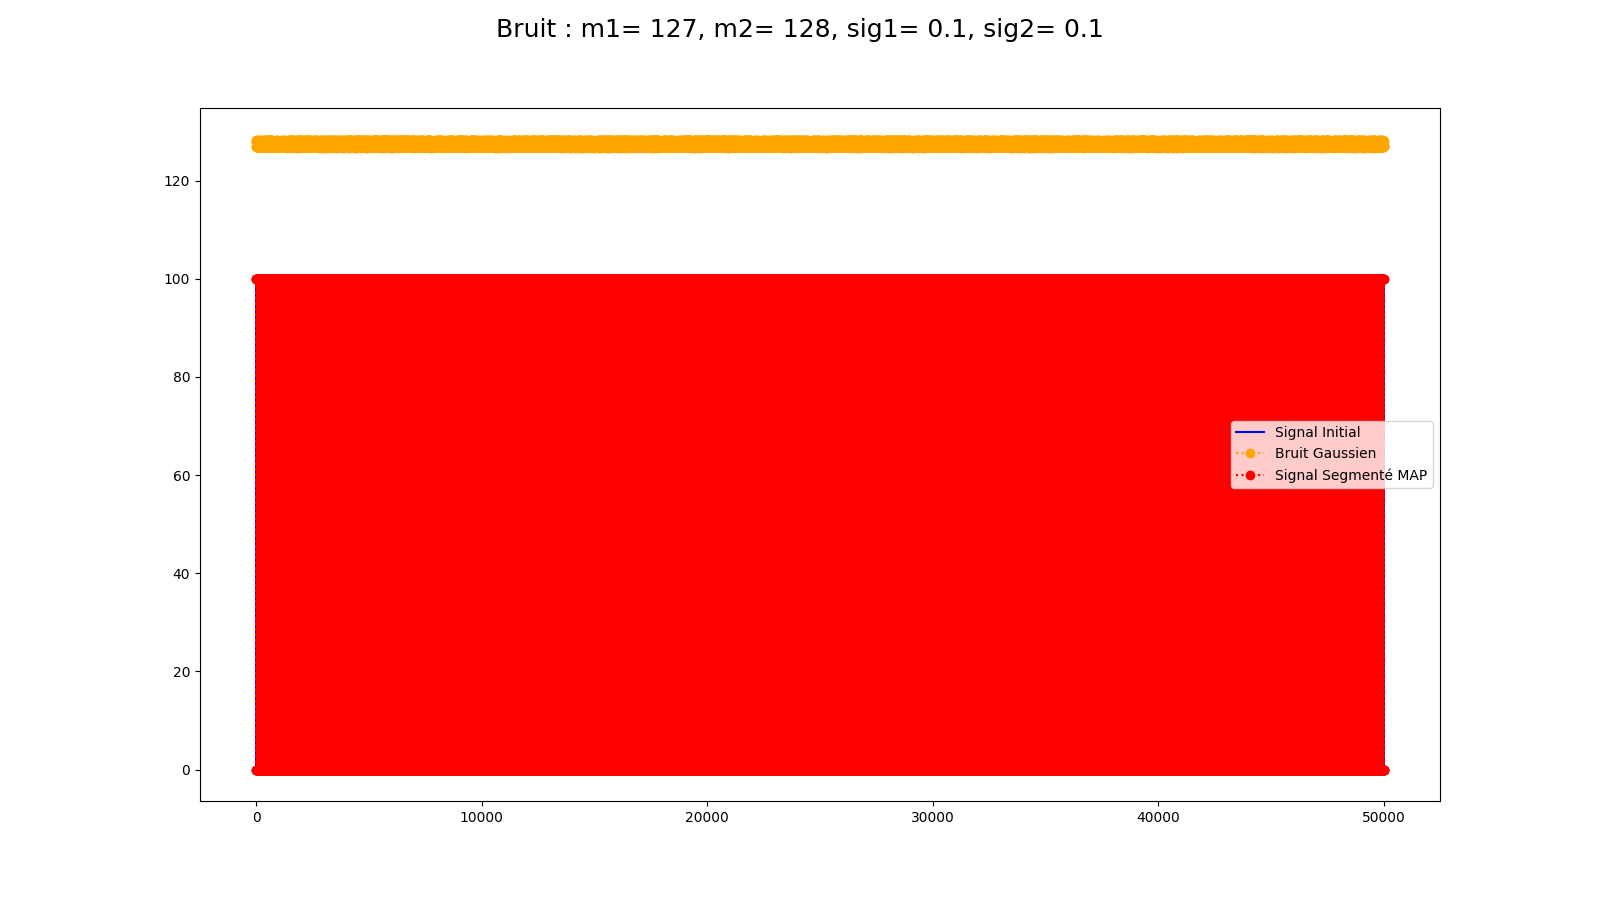 Bruit : m1= 127, m2= 128, sig1= 0.1, sig2= 0.1
120
100
80
60
40
20
0
Signal Initial
Bruit Gaussien
Signal Segmenté MAP
0 10000 20000 30000 40000 50000